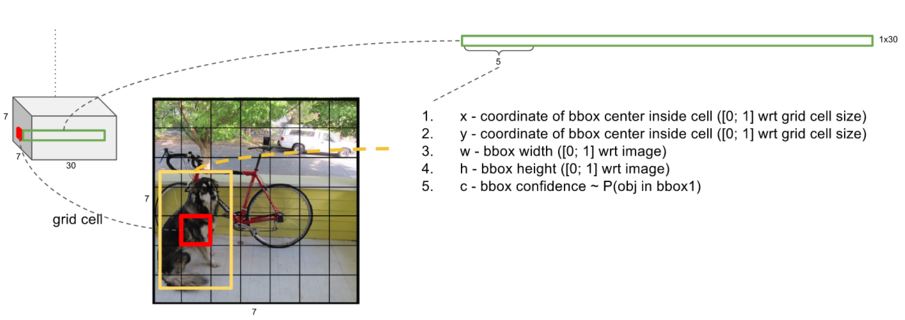 1x30
5
7
7
30
1. x - coordinate of bbox center inside cell ([0; 1] wrt grid cell size)
2. y - coordinate of bbox center inside cell ([0; 1] wrt grid cell size)
3. w - bbox width ([0; 1] wrt image)
4. h - bbox height ([0; 1] wrt image)
5. c - bbox confidence ~ P(obj in bbox1)
7
grid cell
7